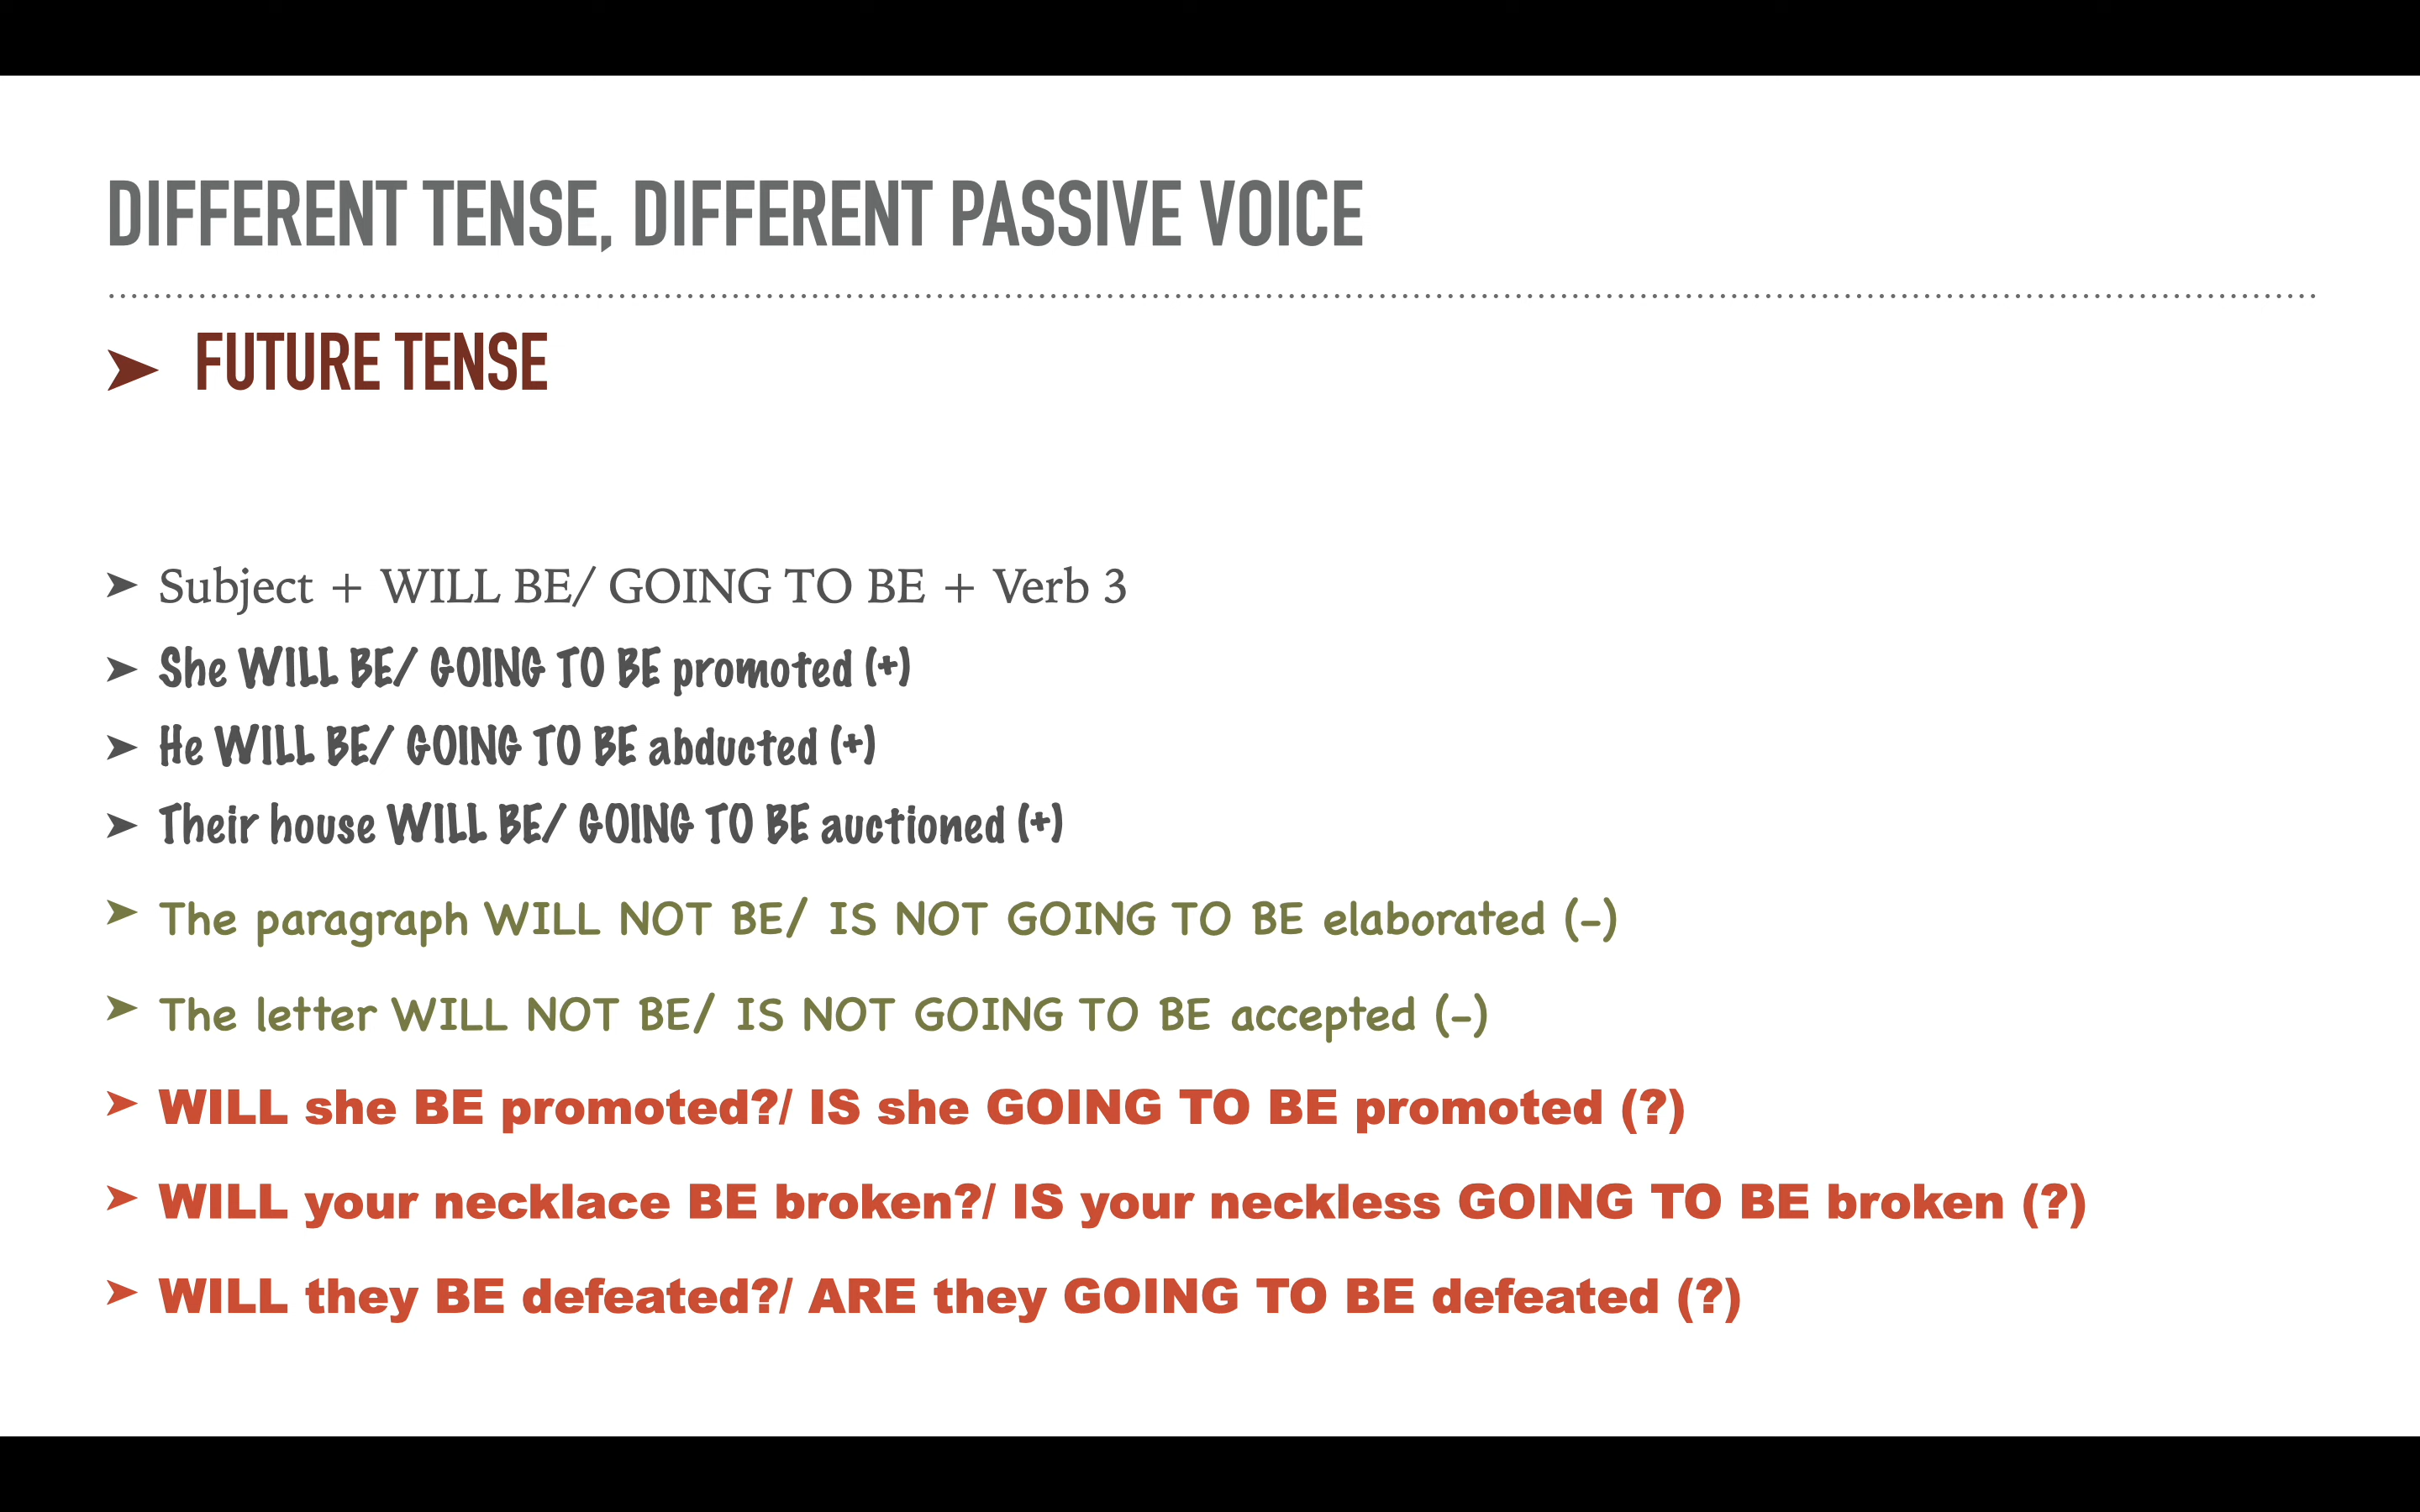 DIFFERENT TENSE, DIFFERENT PASSIVE VOICE
➤ FUTURE TENSE
➤ Subject + WILL BE/ GOING TO BE + Verb 3
➤ She WILL BE/ GOING TO BE promoted (+)
➤ He WILL BE/ GOING TO BE abducted (+)
➤ Their house WILL BE/ GOING TO BE auctioned (+)
➤ The paragraph WILL NOT BE/ IS NOT GOING TO BE elaborated (-)
➤ The letter WILL NOT BE/ IS NOT GOING TO BE accepted (-)
➤ WILL she BE promoted?/ IS she GOING TO BE promoted (?)
➤ WILL your necklace BE broken?/ IS your neckless GOING TO BE broken (?)
➤ WILL they BE defeated?/ ARE they GOING TO BE defeated (?)